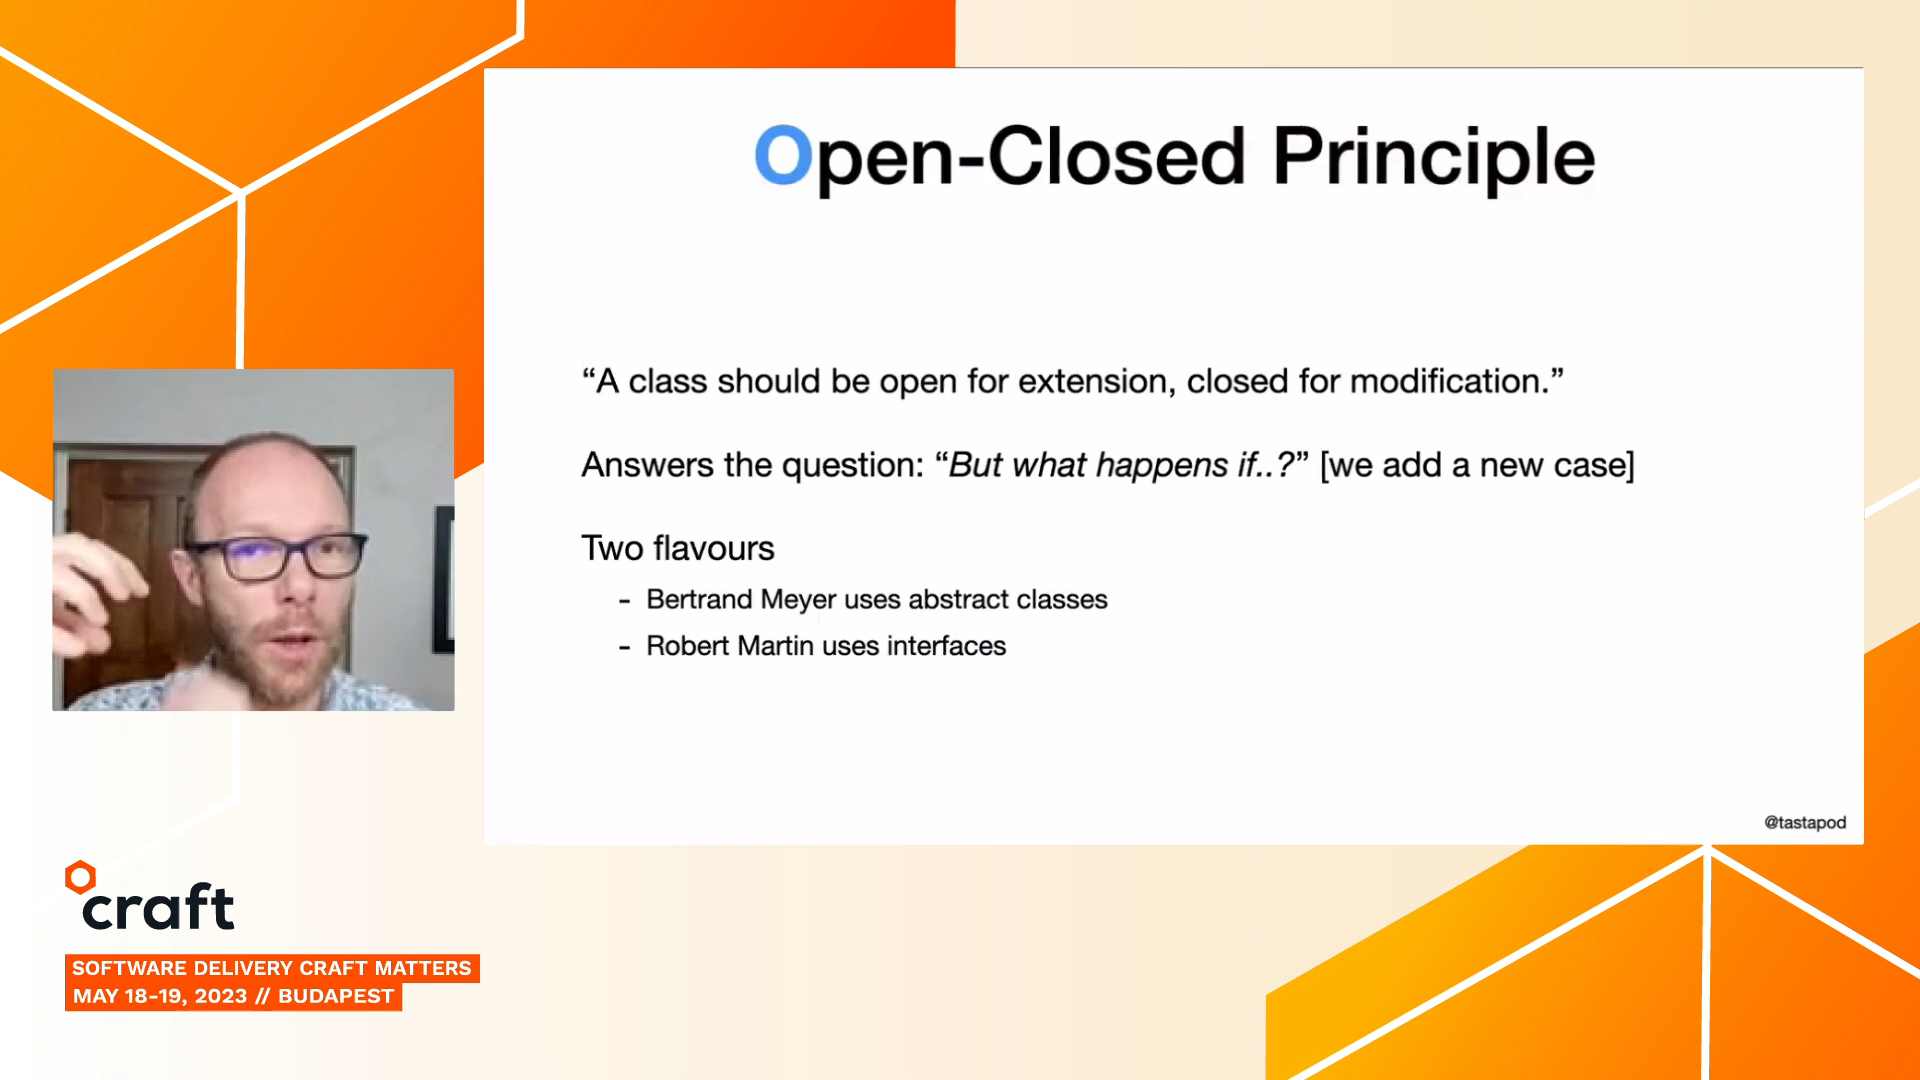 Open-Closed Principle
“A class should be open for extension, closed for modification.”
Answers the question: “But what happens if..?” [we add a new case]
Two flavours
- Bertrand Meyer uses abstract classes
- Robert Martin uses interfaces
@tastapod
craft
SOFTWARE DELIVERY CRAFT MATTERS
MAY 18-19, 2023 // BUDAPEST